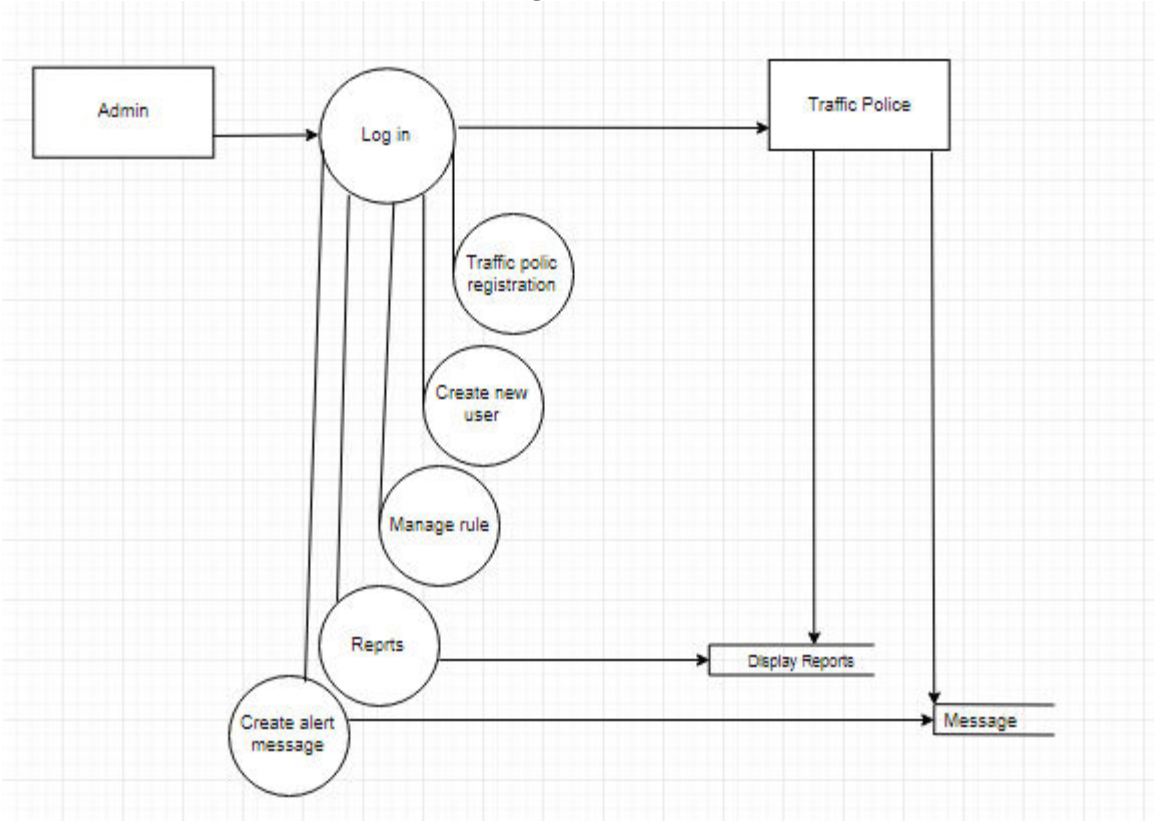 Admin
Log in
Traffic Police
Traffic polic
registration
Create new
user
Manage rule
Reprts
Display Reports
Create alert
message
Message